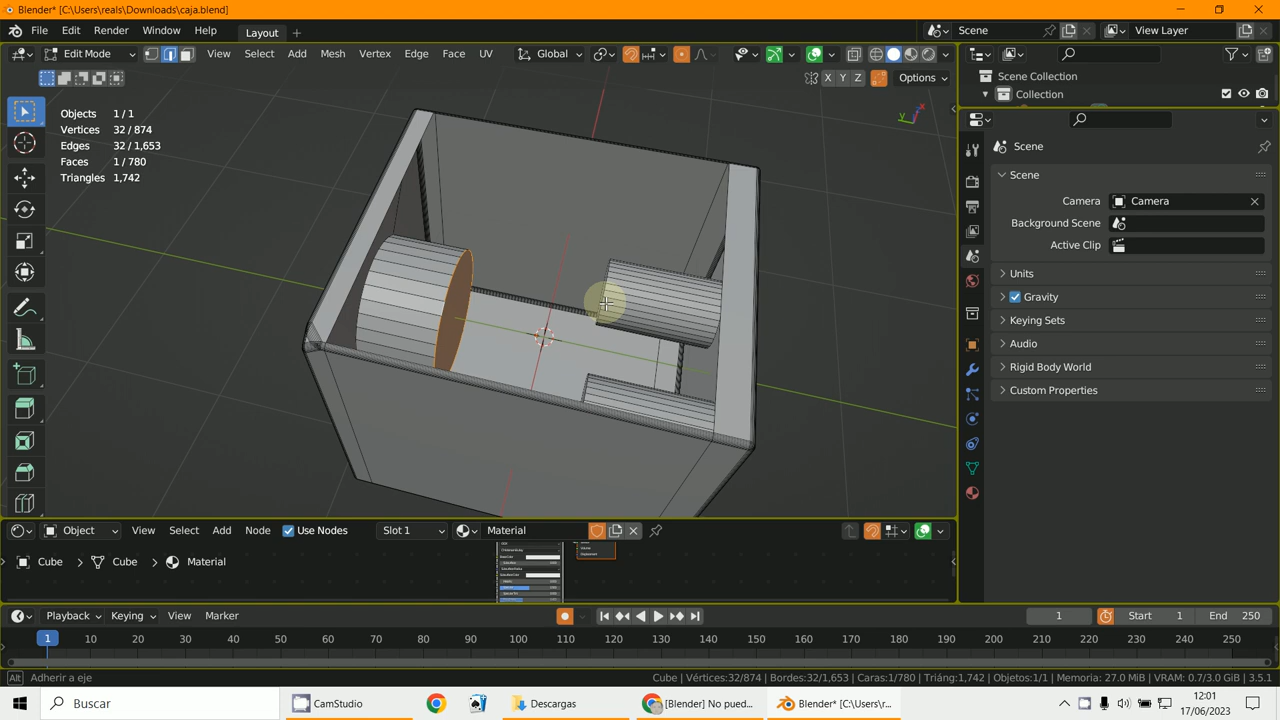 Blender* [C:\Users\reals\Downloads\caja.blend]
File Edit Render Window Help Layout + Scene View Layer
Edit Mode View Select Add Mesh Vertex Edge Face UV Global
X Y Z Options
Objects 1 / 1
Vertices 32 / 874
Edges 32 / 1,653
Faces 1 / 780
Triangles 1,742
Scene Collection
Collection
Scene
Scene
Camera Camera
Background Scene
Active Clip
Units
Gravity
Keying Sets
Audio
Rigid Body World
Custom Properties
Object View Select Add Node Use Nodes Slot 1 Material
Cube > Cube > Material
Playback Keying View Marker 1 Start 1 End 250
1 10 20 30 40 50 60 70 80 90 100 110 120 130 140 150 160 170 180 190 200 210 220 230 240 250
Alt Adherir a eje Cube | Vértices:32/874 | Bordes:32/1,653 | Caras:1/780 | Triáng:1,742 | Objetos:1/1 | Memoria: 27.0 MiB | VRAM: 0.7/3.0 GiB | 3.5.1
Buscar CamStudio Descargas [Blender] No pued... Blender* [C:\Users\r...
12:01
17/06/2023